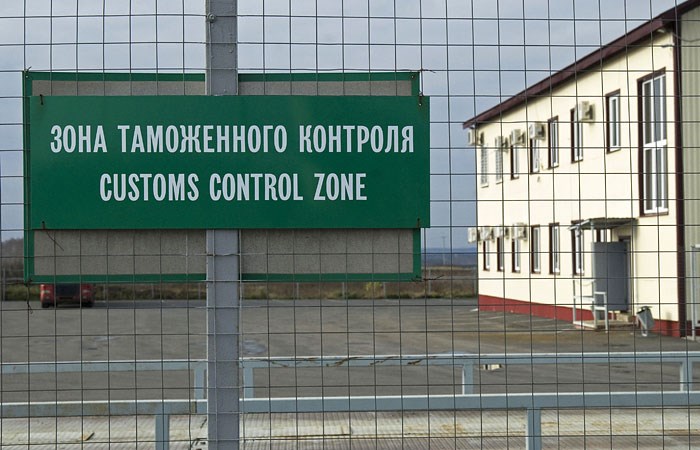 ЗОНА ТАМОЖЕННОГО КОНТРОЛЯ
CUSTOMS CONTROL ZONE